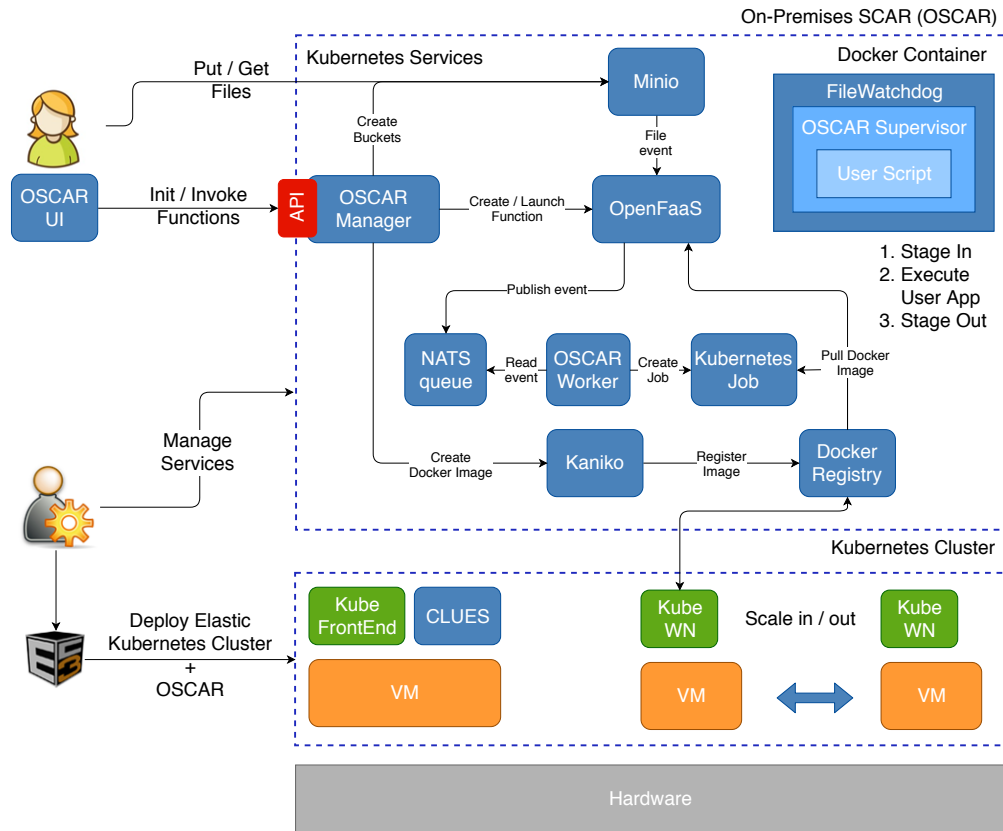 On-Premises SCAR (OSCAR)
Kubernetes Services
Docker Container
Put / Get
Files
Minio
FileWatchdog
OSCAR Supervisor
User Script
Create
Buckets
File
event
OSCAR
UI
Init / Invoke
Functions
API
OSCAR
Manager
Create / Launch
Function
OpenFaaS
1. Stage In
2. Execute
User App
3. Stage Out
Publish event
NATS
queue
Read
event
OSCAR
Worker
Create
Job
Kubernetes
Job
Pull Docker
Image
Manage
Services
Create
Docker Image
Kaniko
Register
Image
Docker
Registry
Kubernetes Cluster
Kube
FrontEnd
CLUES
Kube
WN
Scale in / out
Kube
WN
Deploy Elastic
Kubernetes Cluster
+
OSCAR
EC3
VM
VM
VM
Hardware